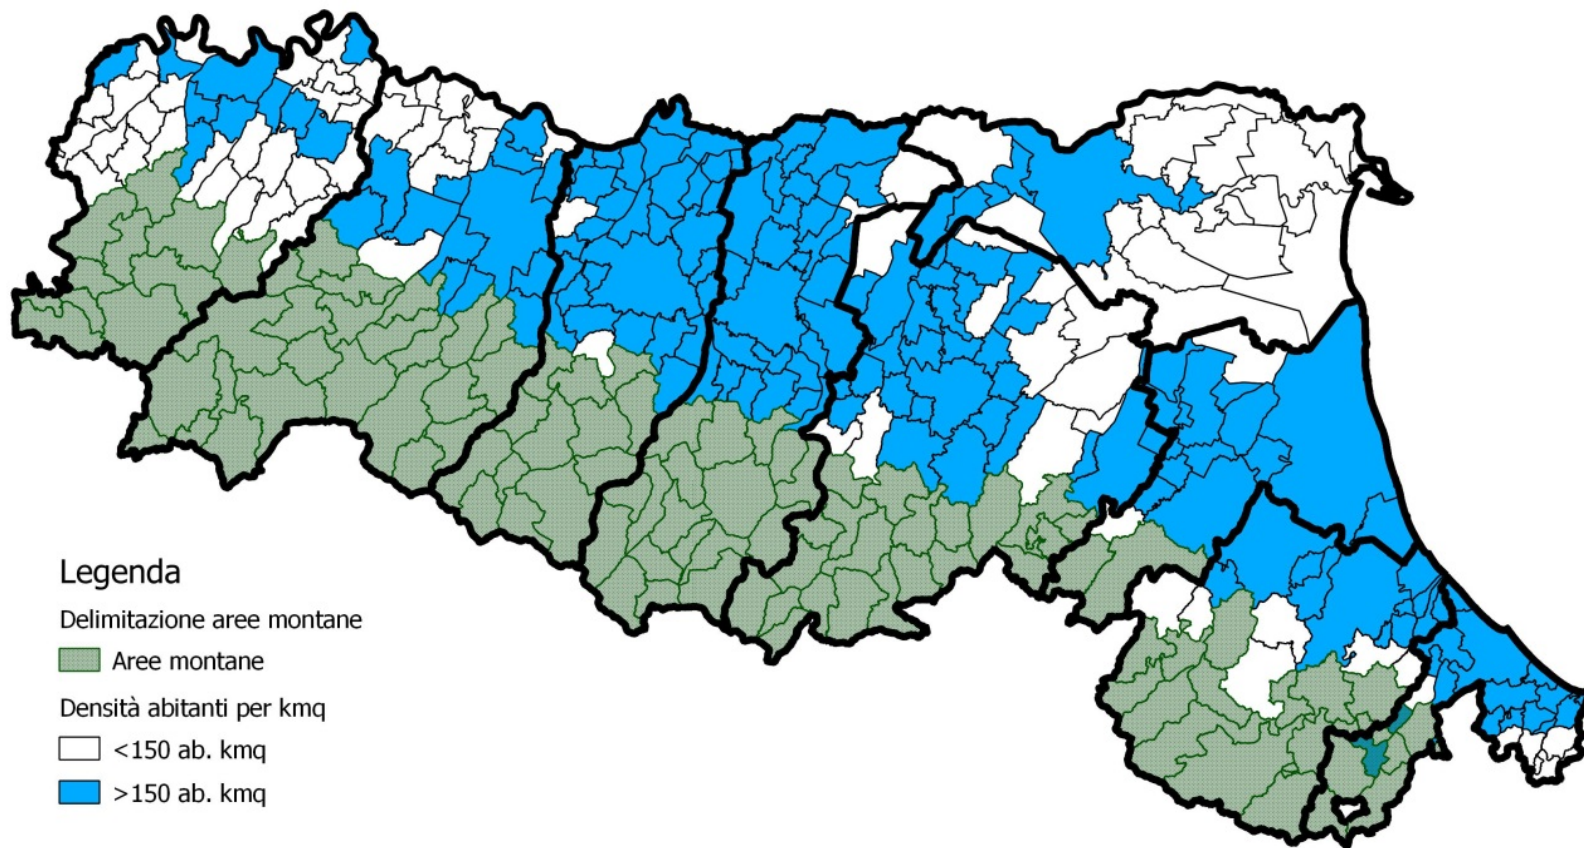 Legenda
Delimitazione aree montane
Aree montane
Densità abitanti per kmq
<150 ab. kmq
>150 ab. kmq